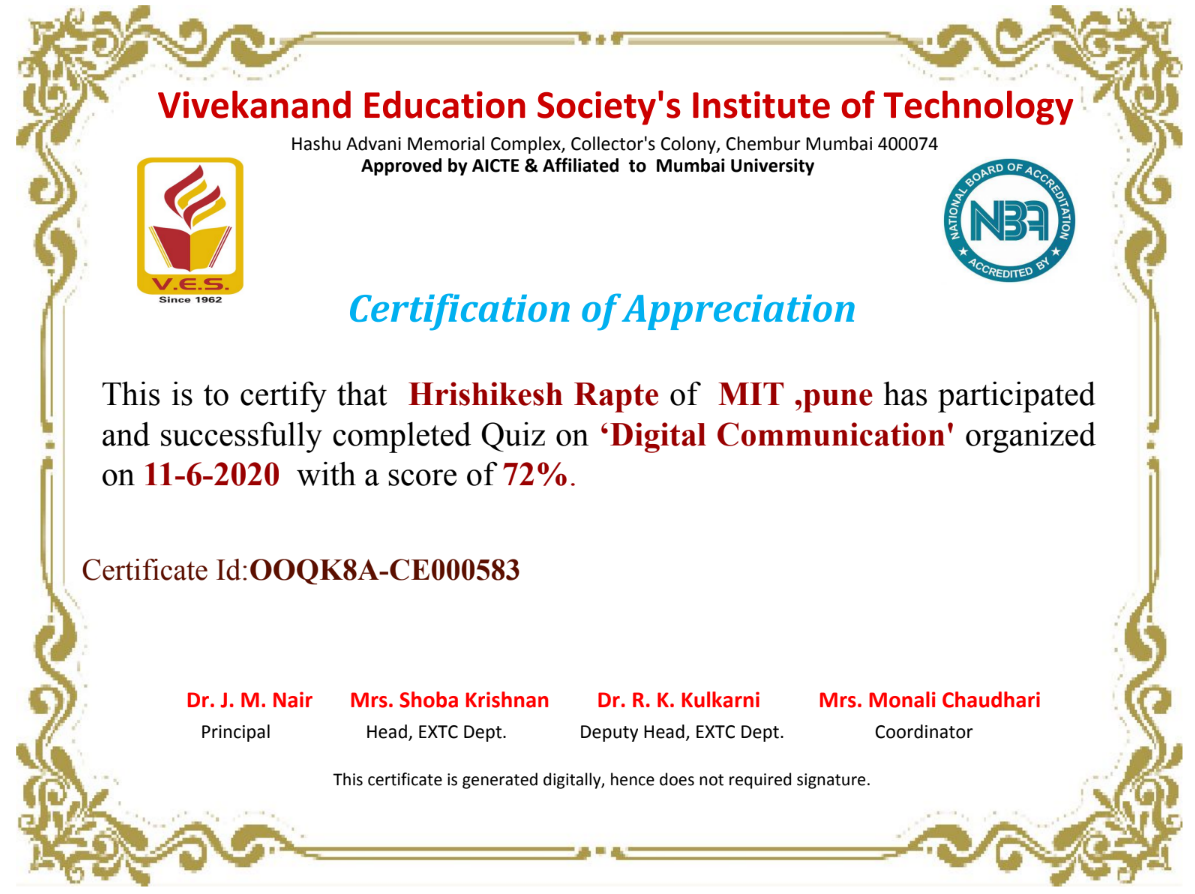 Vivekanand Education Society's Institute of Technology
Hashu Advani Memorial Complex, Collector's Colony, Chembur Mumbai 400074
Approved by AICTE & Affiliated to Mumbai University
V.E.S.
Since 1962
NATIONAL BOARD OF ACCREDITATION
NBA
★ ACCREDITED BY ★
Certification of Appreciation
This is to certify that Hrishikesh Rapte of MIT ,pune has participated
and successfully completed Quiz on ‘Digital Communication' organized
on 11-6-2020 with a score of 72%.
Certificate Id:OOQK8A-CE000583
Dr. J. M. Nair Mrs. Shoba Krishnan Dr. R. K. Kulkarni Mrs. Monali Chaudhari
Principal Head, EXTC Dept. Deputy Head, EXTC Dept. Coordinator
This certificate is generated digitally, hence does not required signature.